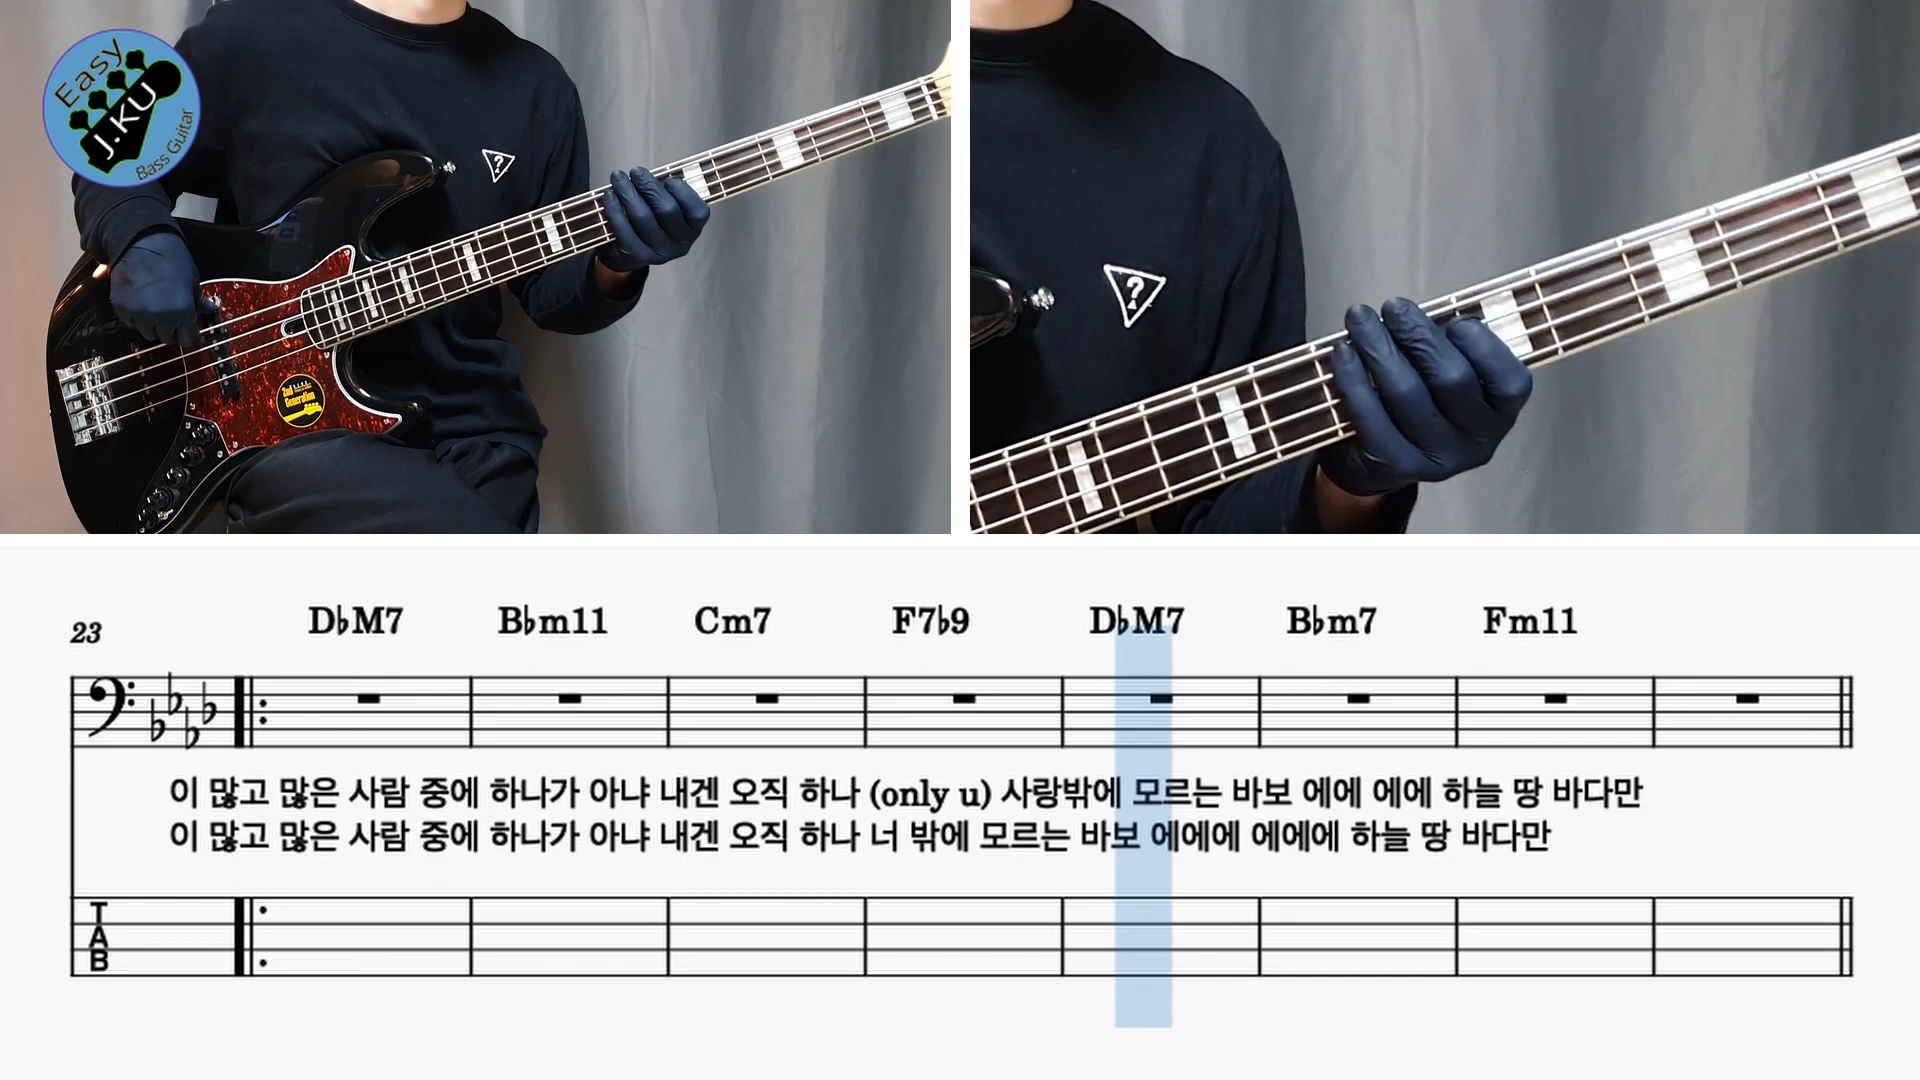 Easy
J.KU
Bass Guitar
?
?
2nd
Generation
23
D♭M7 B♭m11 Cm7 F7♭9 D♭M7 B♭m7 Fm11
이 많고 많은 사람 중에 하나가 아냐 내겐 오직 하나 (only u) 사랑밖에 모르는 바보 에에 에에 하늘 땅 바다만
이 많고 많은 사람 중에 하나가 아냐 내겐 오직 하나 너 밖에 모르는 바보 에에에 에에에 하늘 땅 바다만
T
A
B